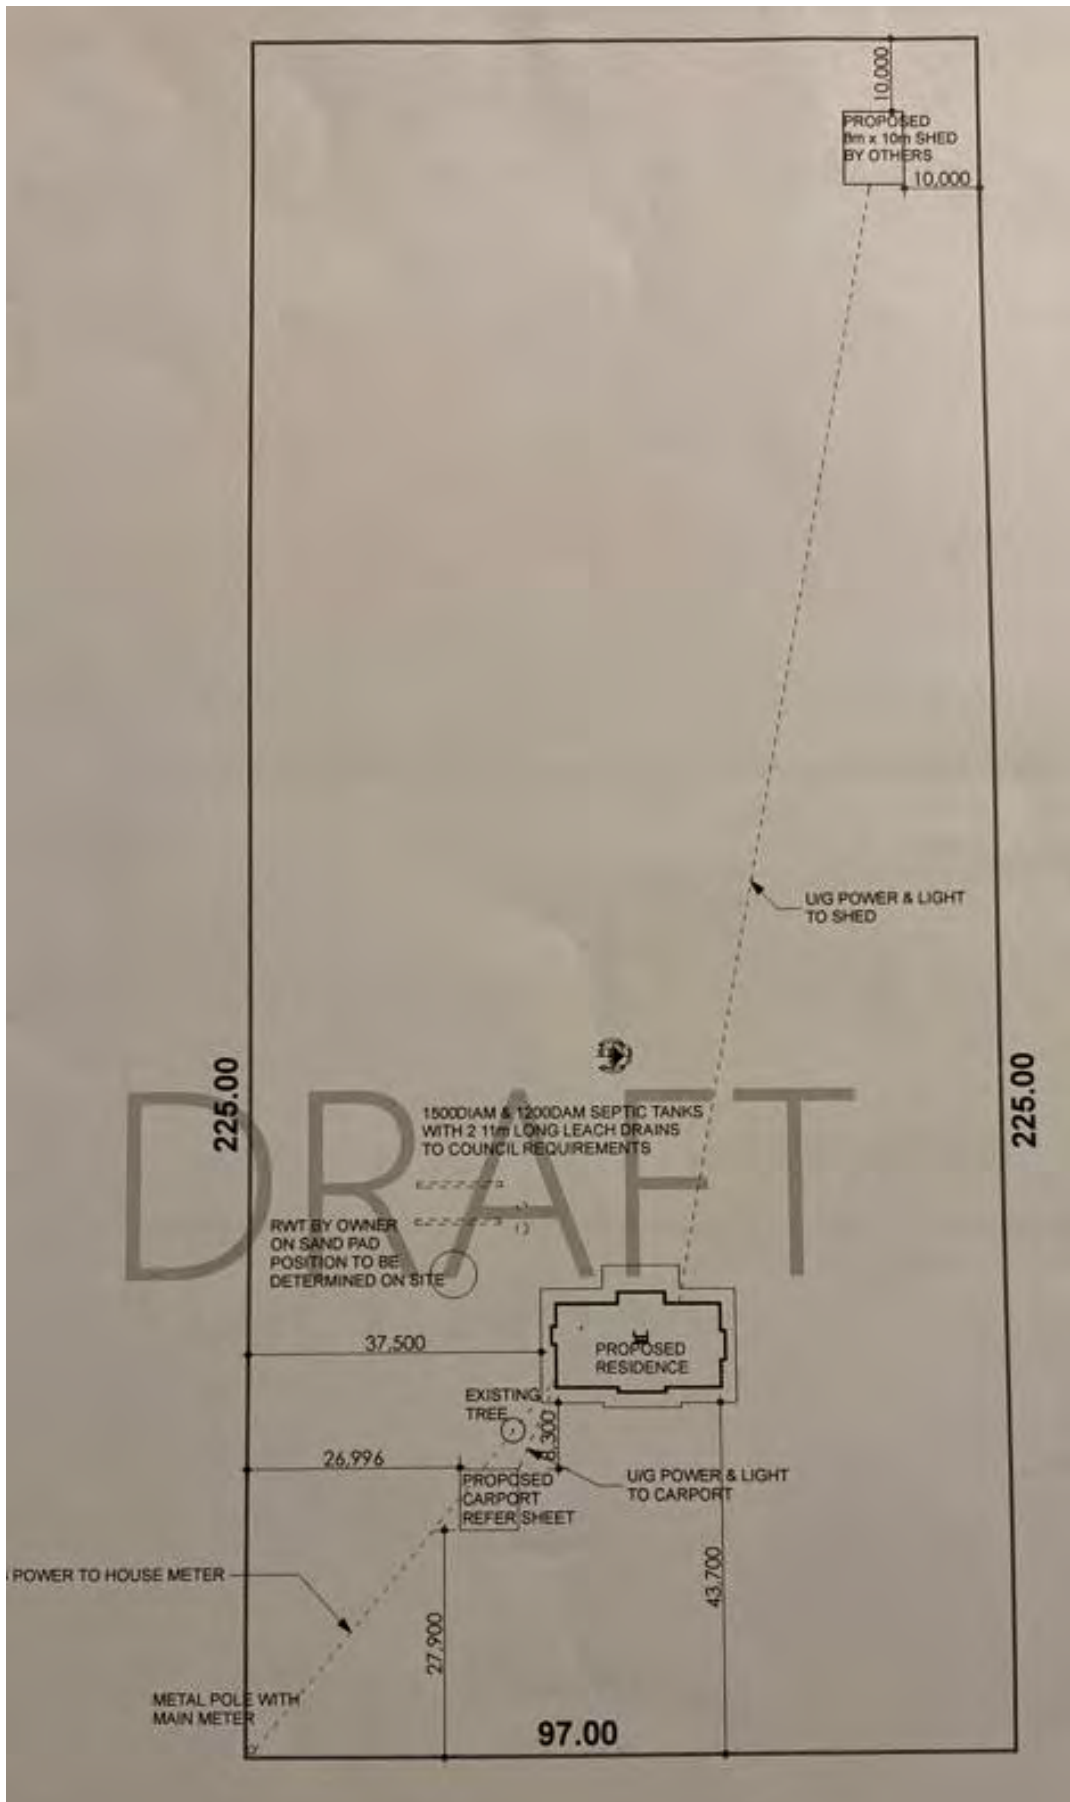 10,000
PROPOSED
8m x 10m SHED
BY OTHERS
10,000
U/G POWER & LIGHT
TO SHED
225.00
225.00
DRAFT
1500DIAM & 1200DAM SEPTIC TANKS
WITH 2 11m LONG LEACH DRAINS
TO COUNCIL REQUIREMENTS
RWT BY OWNER
ON SAND PAD
POSITION TO BE
DETERMINED ON SITE
37,500
PROPOSED
RESIDENCE
EXISTING
TREE
8,300
26,996
PROPOSED
CARPORT
REFER SHEET
U/G POWER & LIGHT
TO CARPORT
POWER TO HOUSE METER
43,700
27,900
METAL POLE WITH
MAIN METER
97.00